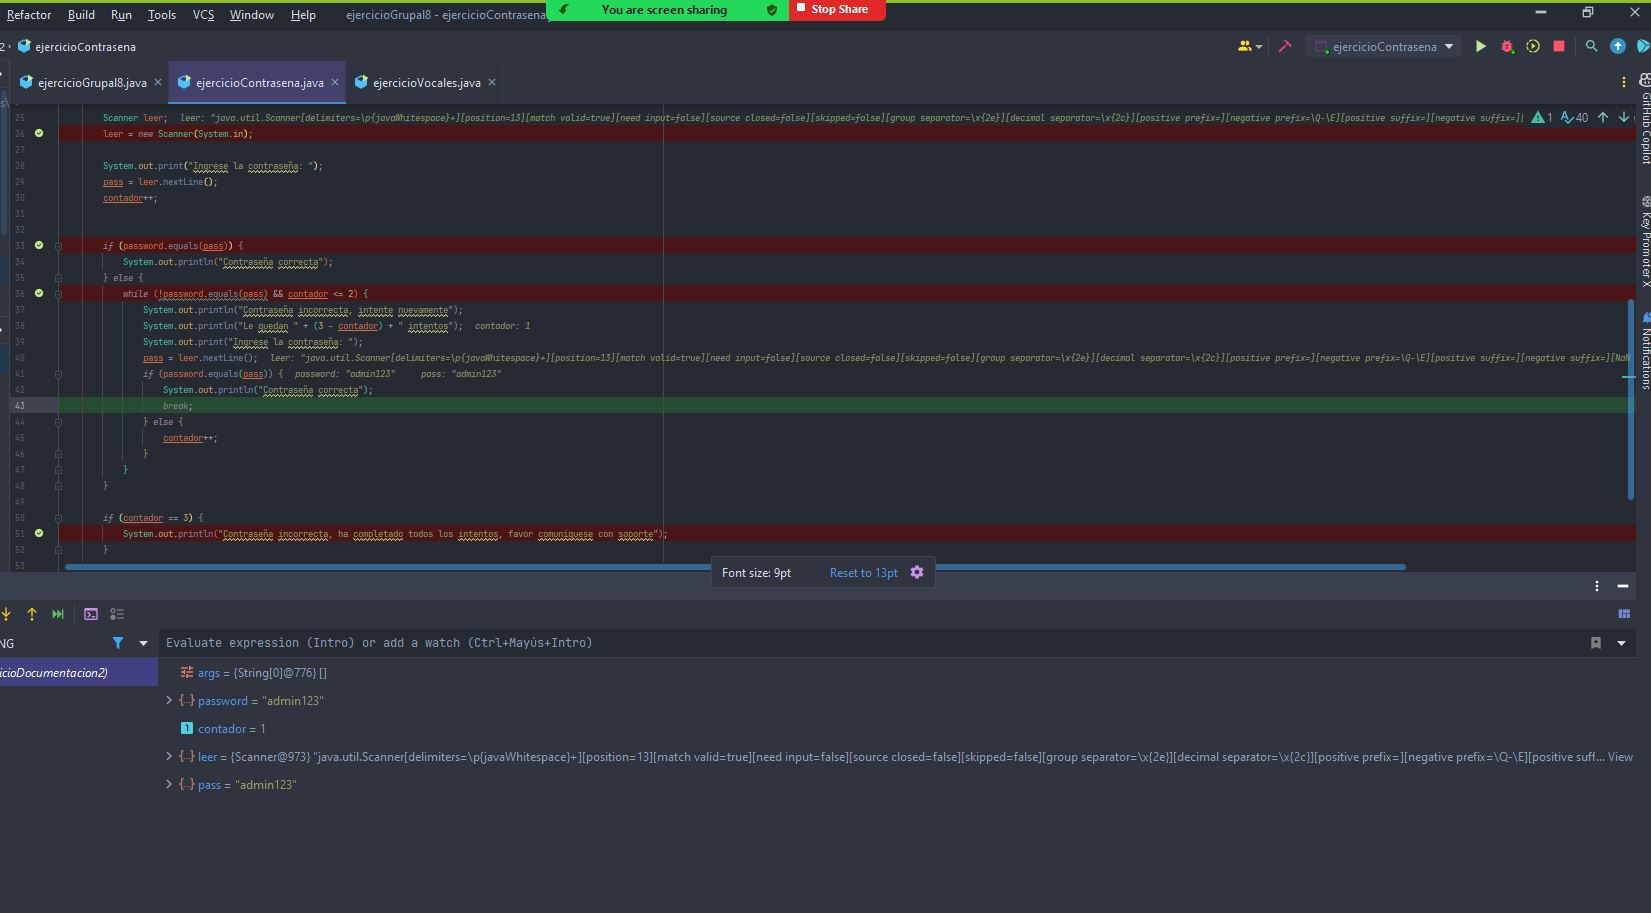 Refactor Build Run Tools VCS Window Help ejercicioGrupal8 - ejercicioContrasena
You are screen sharing Stop Share
ejercicioContrasena
ejercicioContrasena
ejercicioGrupal8.java ejercicioContrasena.java ejercicioVocales.java
25 Scanner leer; leer: "java.util.Scanner[delimiters=\p{javaWhitespace}+][position=13][match valid=true][need input=false][source closed=false][skipped=false][group separator=\x{2e}][decimal separator=\x{2c}][positive prefix=][negative prefix=\Q-\E][positive suffix=][negative suffix=][ 1 40
26 leer = new Scanner(System.in);
27
28 System.out.print("Ingrese la contraseña: ");
29 pass = leer.nextLine();
30 contador++;
31
32
33 if (password.equals(pass)) {
34 System.out.println("Contraseña correcta");
35 } else {
36 while (!password.equals(pass) && contador <= 2) {
37 System.out.println("Contraseña incorrecta, intente nuevamente");
38 System.out.println("Le quedan " + (3 - contador) + " intentos"); contador: 1
39 System.out.print("Ingrese la contraseña: ");
40 pass = leer.nextLine(); leer: "java.util.Scanner[delimiters=\p{javaWhitespace}+][position=13][match valid=true][need input=false][source closed=false][skipped=false][group separator=\x{2e}][decimal separator=\x{2c}][positive prefix=][negative prefix=\Q-\E][positive suffix=][negative suffix=][NaN
41 if (password.equals(pass)) { password: "admin123" pass: "admin123"
42 System.out.println("Contraseña correcta");
43 break;
44 } else {
45 contador++;
46 }
47 }
48 }
49
50 if (contador == 3) {
51 System.out.println("Contraseña incorrecta, ha completado todos los intentos, favor comuniquese con soporte");
52 }
53
GitHub Copilot
Key Promoter X
Notifications
Font size: 9pt Reset to 13pt
NG Evaluate expression (Intro) or add a watch (Ctrl+Mayús+Intro)
icioDocumentacion2)
args = {String[0]@776} []
password = "admin123"
contador = 1
leer = {Scanner@973} "java.util.Scanner[delimiters=\p{javaWhitespace}+][position=13][match valid=true][need input=false][source closed=false][skipped=false][group separator=\x{2e}][decimal separator=\x{2c}][positive prefix=][negative prefix=\Q-\E][positive suff... View
pass = "admin123"